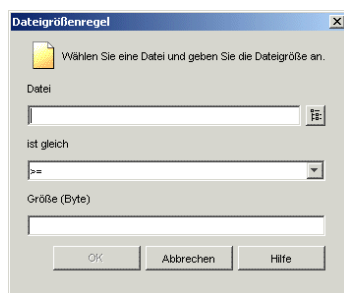 Dateigrößenregel
Wählen Sie eine Datei und geben Sie die Dateigröße an.
Datei
ist gleich
>=
Größe (Byte)
OK Abbrechen Hilfe